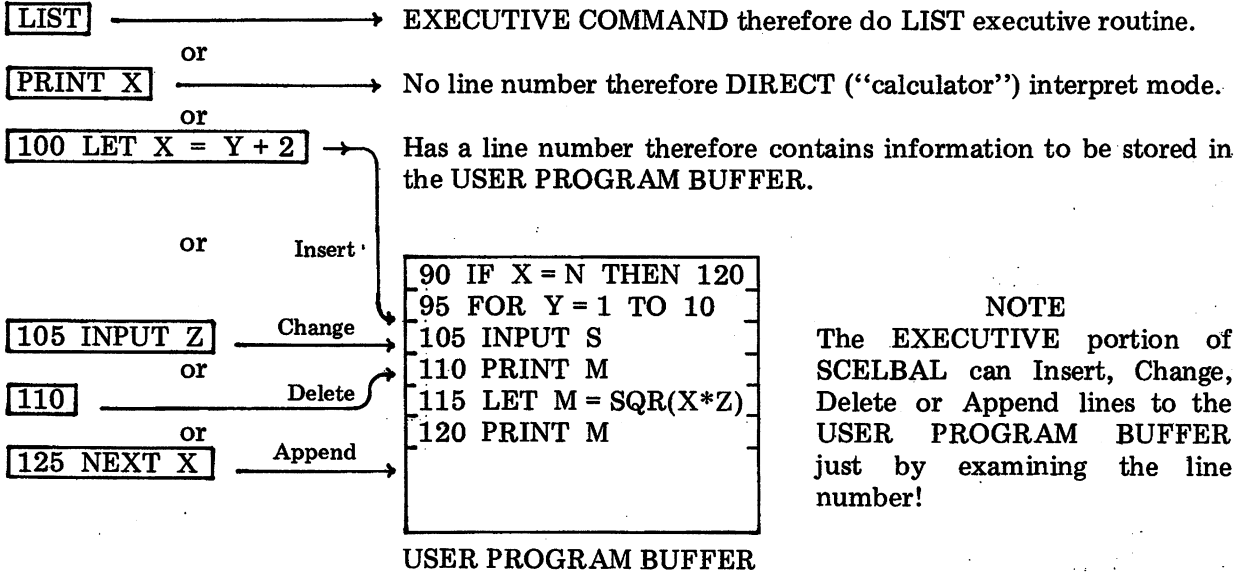 LIST EXECUTIVE COMMAND therefore do LIST executive routine.
or
PRINT X No line number therefore DIRECT (“calculator”) interpret mode.
or
100 LET X = Y + 2 Has a line number therefore contains information to be stored in
the USER PROGRAM BUFFER.
or Insert
105 INPUT Z Change
or
110 Delete
or
125 NEXT X Append
90 IF X = N THEN 120
95 FOR Y = 1 TO 10
105 INPUT S
110 PRINT M
115 LET M = SQR(X*Z)
120 PRINT M
USER PROGRAM BUFFER
NOTE
The EXECUTIVE portion of
SCELBAL can Insert, Change,
Delete or Append lines to the
USER PROGRAM BUFFER
just by examining the line
number!